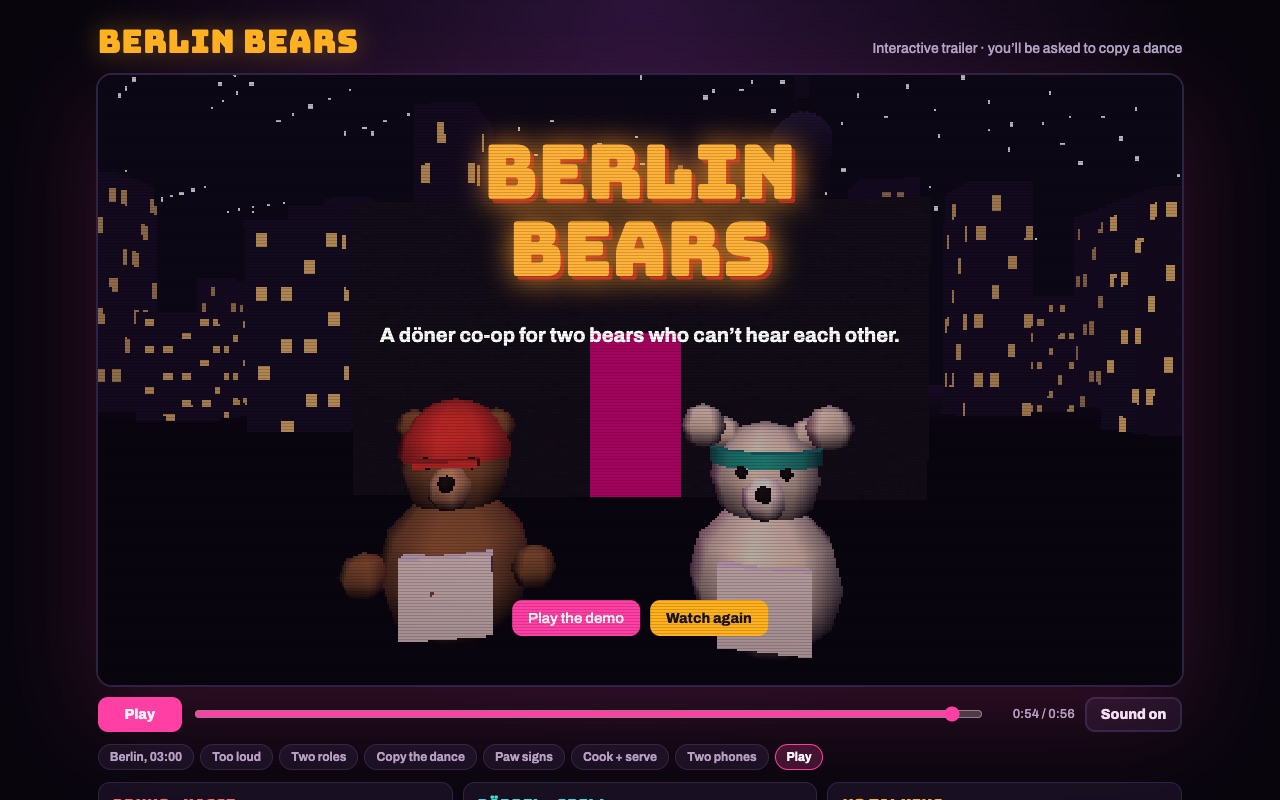 BERLIN BEARS
Interactive trailer · you’ll be asked to copy a dance
BERLIN
BEARS
A döner co-op for two bears who can’t hear each other.
Play the demo
Watch again
Play
0:54 / 0:56
Sound on
Berlin, 03:00
Too loud
Two roles
Copy the dance
Paw signs
Cook + serve
Two phones
Play